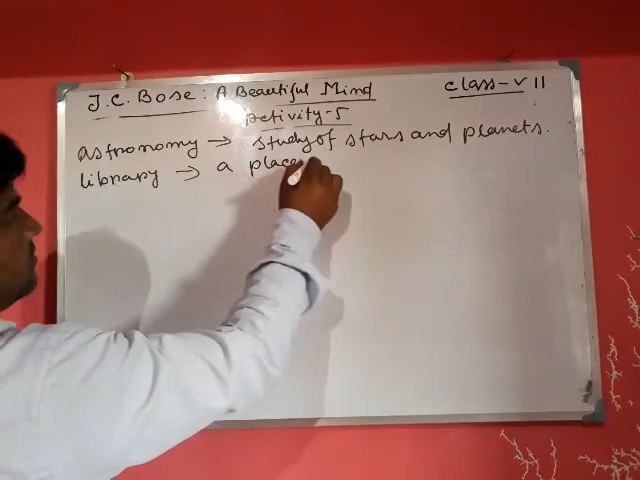 J.C. Bose: A Beautiful Mind class-VII
Activity-5
astronomy → study of stars and planets.
library → a place